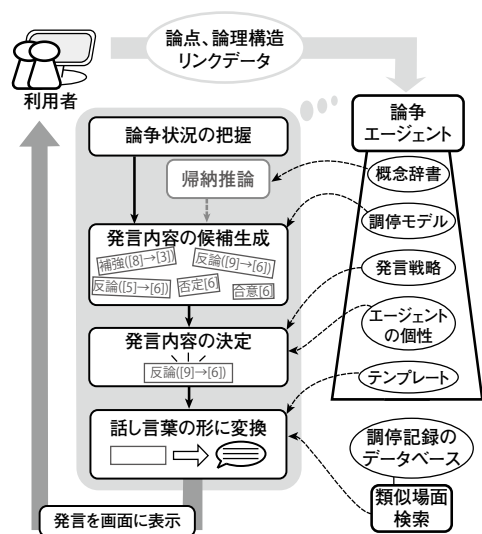 論点、論理構造
リンクデータ
利用者
論争
エージェント
論争状況の把握
帰納推論
概念辞書
発言内容の候補生成
補強([8]→[3])
反論([9]→[6])
反論([5]→[6])
否定[6]
合意[6]
調停モデル
発言戦略
発言内容の決定
反論([9]→[6])
エージェント
の個性
テンプレート
話し言葉の形に変換
調停記録の
データベース
類似場面
検索
発言を画面に表示